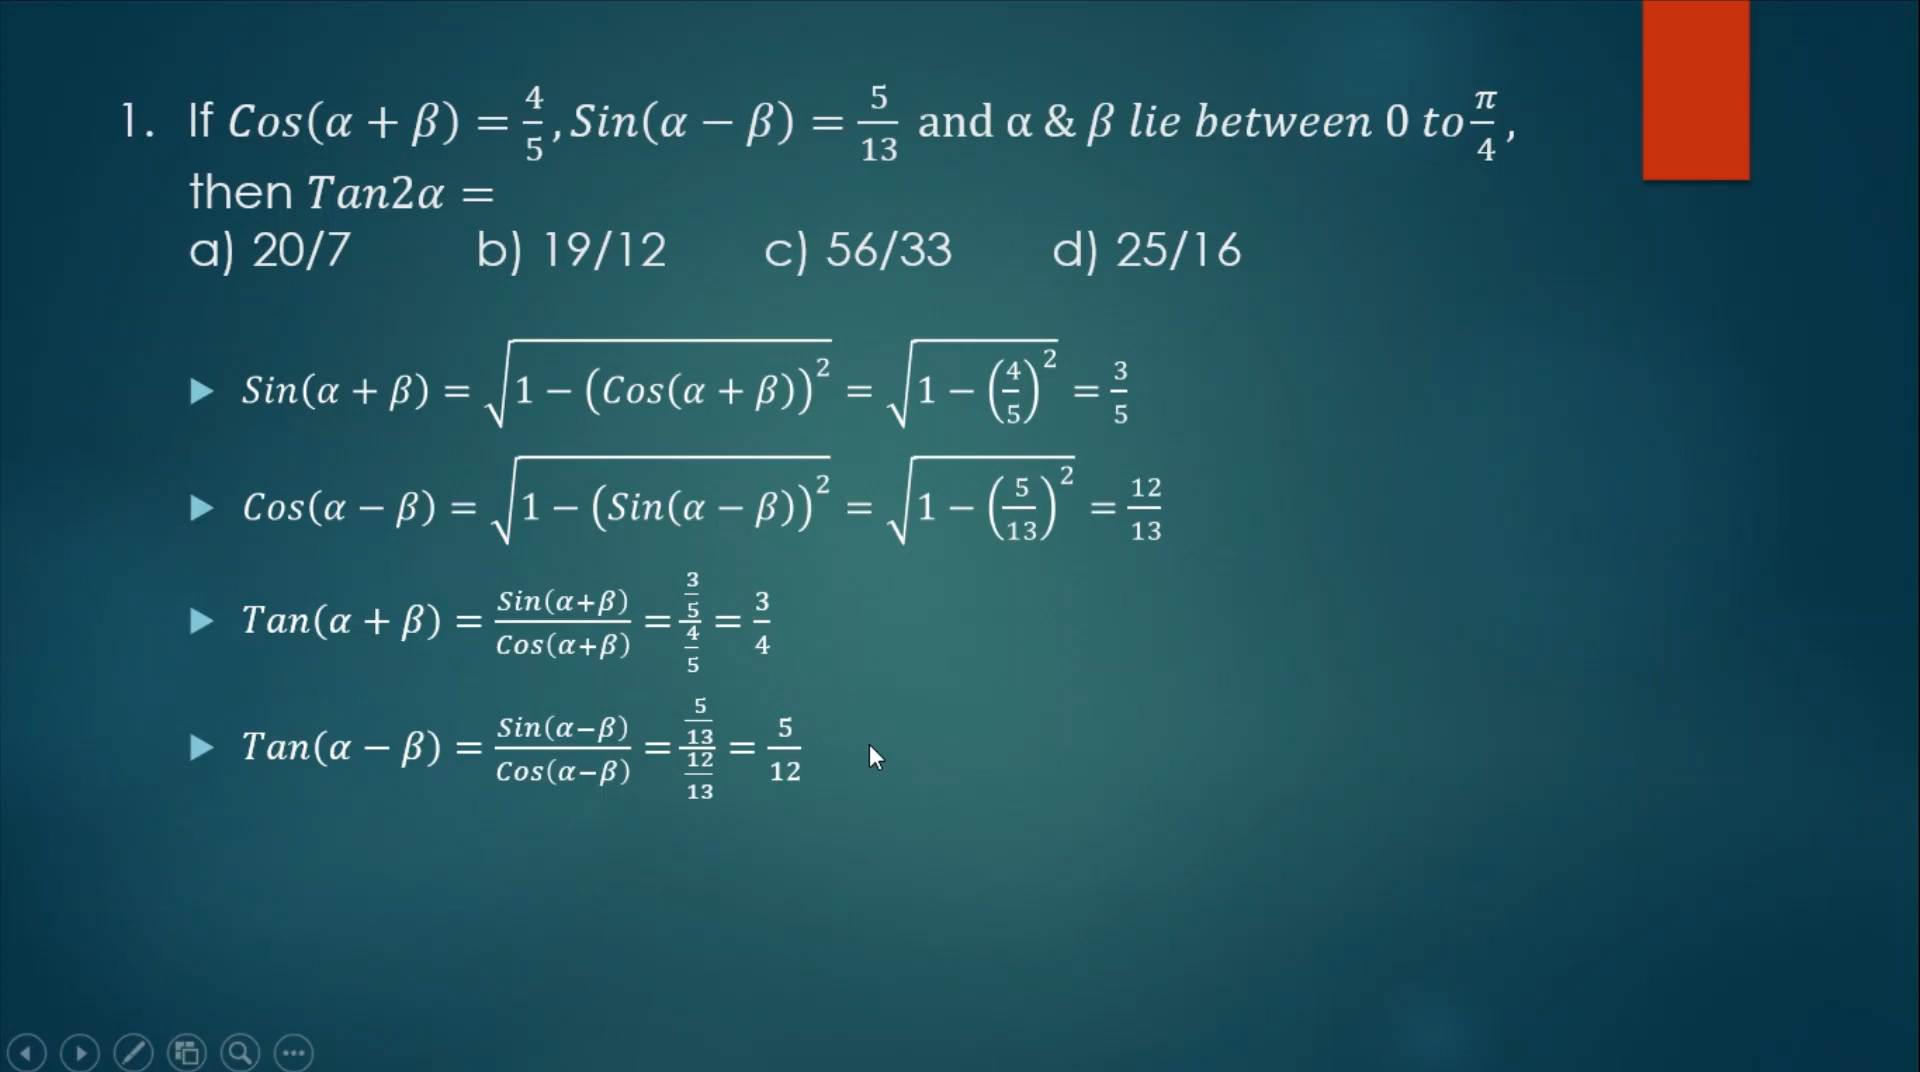 1. If Cos(α + β) = 4/5, Sin(α − β) = 5/13 and α & β lie between 0 to π/4,
then Tan2α =
a) 20/7 b) 19/12 c) 56/33 d) 25/16
Sin(α + β) = √(1 − (Cos(α + β))²) = √(1 − (4/5)²) = 3/5
Cos(α − β) = √(1 − (Sin(α − β))²) = √(1 − (5/13)²) = 12/13
Tan(α + β) = Sin(α+β)/Cos(α+β) = (3/5)/(4/5) = 3/4
Tan(α − β) = Sin(α−β)/Cos(α−β) = (5/13)/(12/13) = 5/12